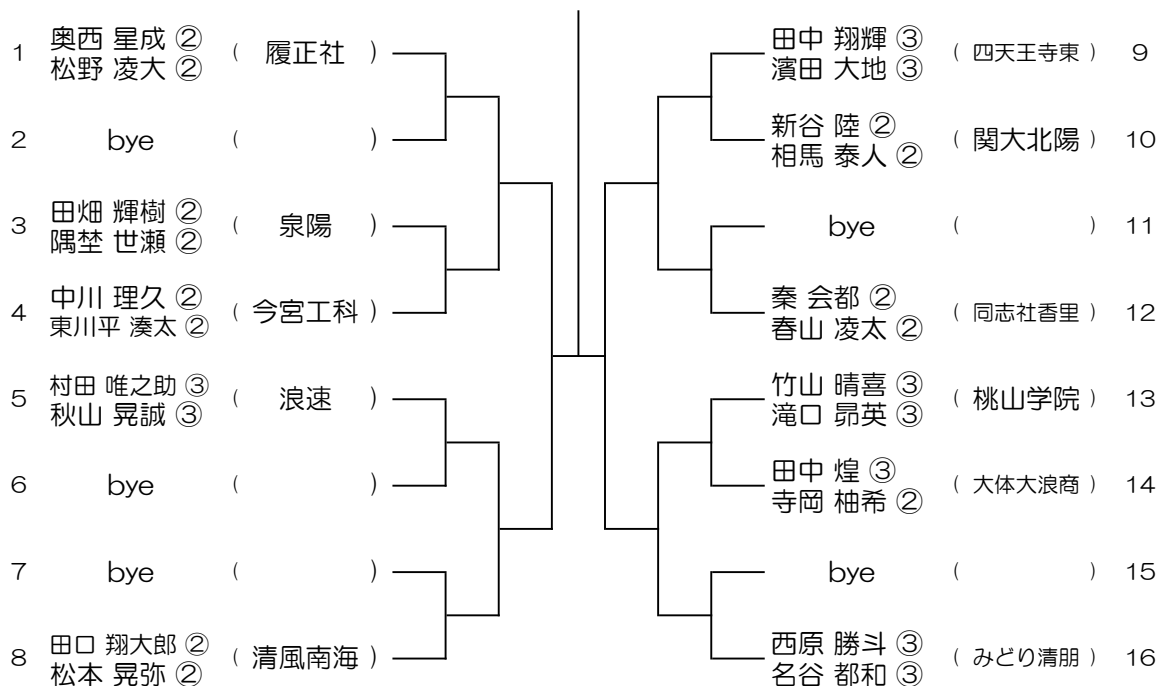 1 奥西 星成 ② ( 履正社 )
松野 凌大 ②
2 bye ( )
3 田畑 輝樹 ② ( 泉陽 )
隅埜 世瀬 ②
4 中川 理久 ② ( 今宮工科 )
東川平 湊太 ②
5 村田 唯之助 ③ ( 浪速 )
秋山 晃誠 ③
6 bye ( )
7 bye ( )
8 田口 翔大郎 ② ( 清風南海 )
松本 晃弥 ②
田中 翔輝 ③ ( 四天王寺東 ) 9
濱田 大地 ③
新谷 陸 ② ( 関大北陽 ) 10
相馬 泰人 ②
bye ( ) 11
秦 会都 ② ( 同志社香里 ) 12
春山 凌太 ②
竹山 晴喜 ③ ( 桃山学院 ) 13
滝口 昴英 ③
田中 煌 ③ ( 大体大浪商 ) 14
寺岡 柚希 ②
bye ( ) 15
西原 勝斗 ③ ( みどり清朋 ) 16
名谷 都和 ③